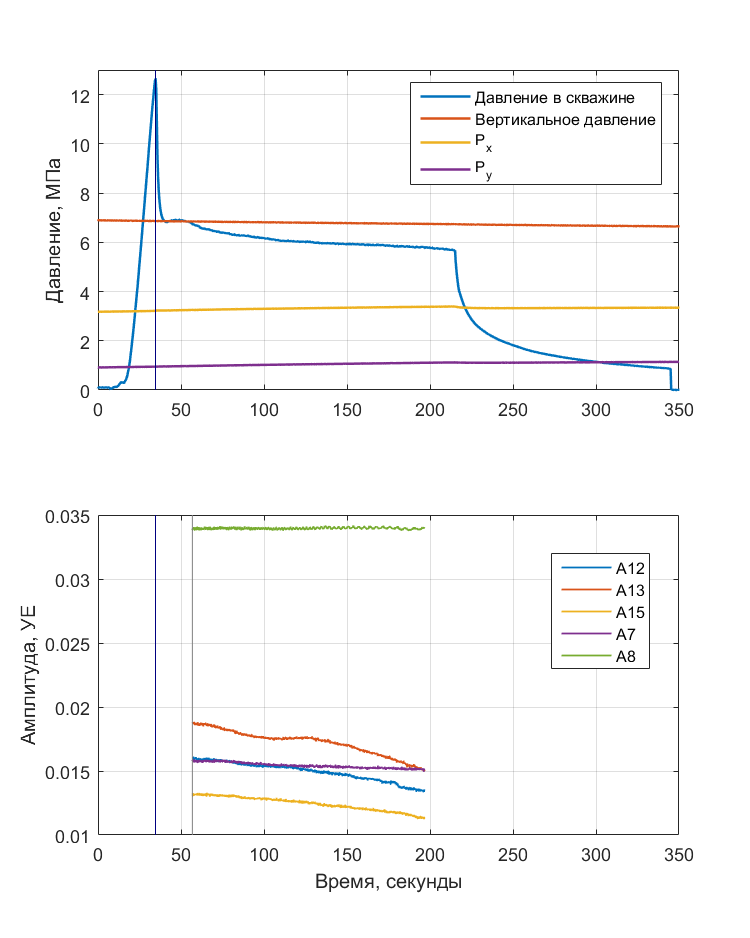 Давление, МПа
12
10
8
6
4
2
0
0 50 100 150 200 250 300 350
Давление в скважине
Вертикальное давление
P_x
P_y
Амплитуда, УЕ
0.035
0.03
0.025
0.02
0.015
0.01
0 50 100 150 200 250 300 350
A12
A13
A15
A7
A8
Время, секунды